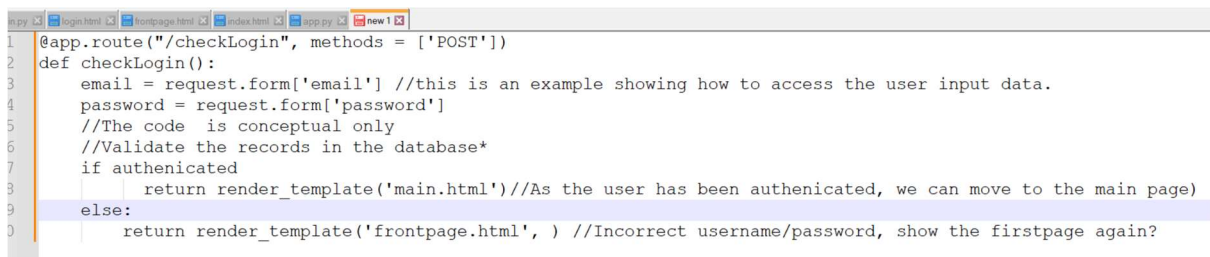 in.py login.html frontpage.html index.html app.py new 1
1 @app.route("/checkLogin", methods = ['POST'])
2 def checkLogin():
3 email = request.form['email'] //this is an example showing how to access the user input data.
4 password = request.form['password']
5 //The code  is conceptual only
6 //Validate the records in the database*
7 if authenicated
8 return render_template('main.html')//As the user has been authenicated, we can move to the main page)
9 else:
0 return render_template('frontpage.html', ) //Incorrect username/password, show the firstpage again?